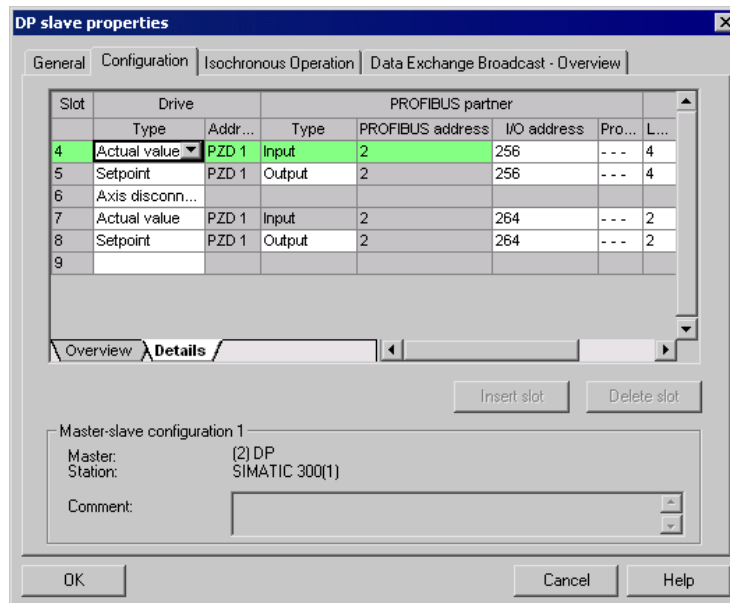 DP slave properties
General Configuration Isochronous Operation Data Exchange Broadcast - Overview
Slot Drive PROFIBUS partner
Type Addr... Type PROFIBUS address I/O address Pro... L...
4 Actual value PZD 1 Input 2 256 - - - 4
5 Setpoint PZD 1 Output 2 256 - - - 4
6 Axis disconn...
7 Actual value PZD 1 Input 2 264 - - - 2
8 Setpoint PZD 1 Output 2 264 - - - 2
9
Overview Details
Insert slot Delete slot
Master-slave configuration 1
Master: (2) DP
Station: SIMATIC 300(1)
Comment:
OK Cancel Help